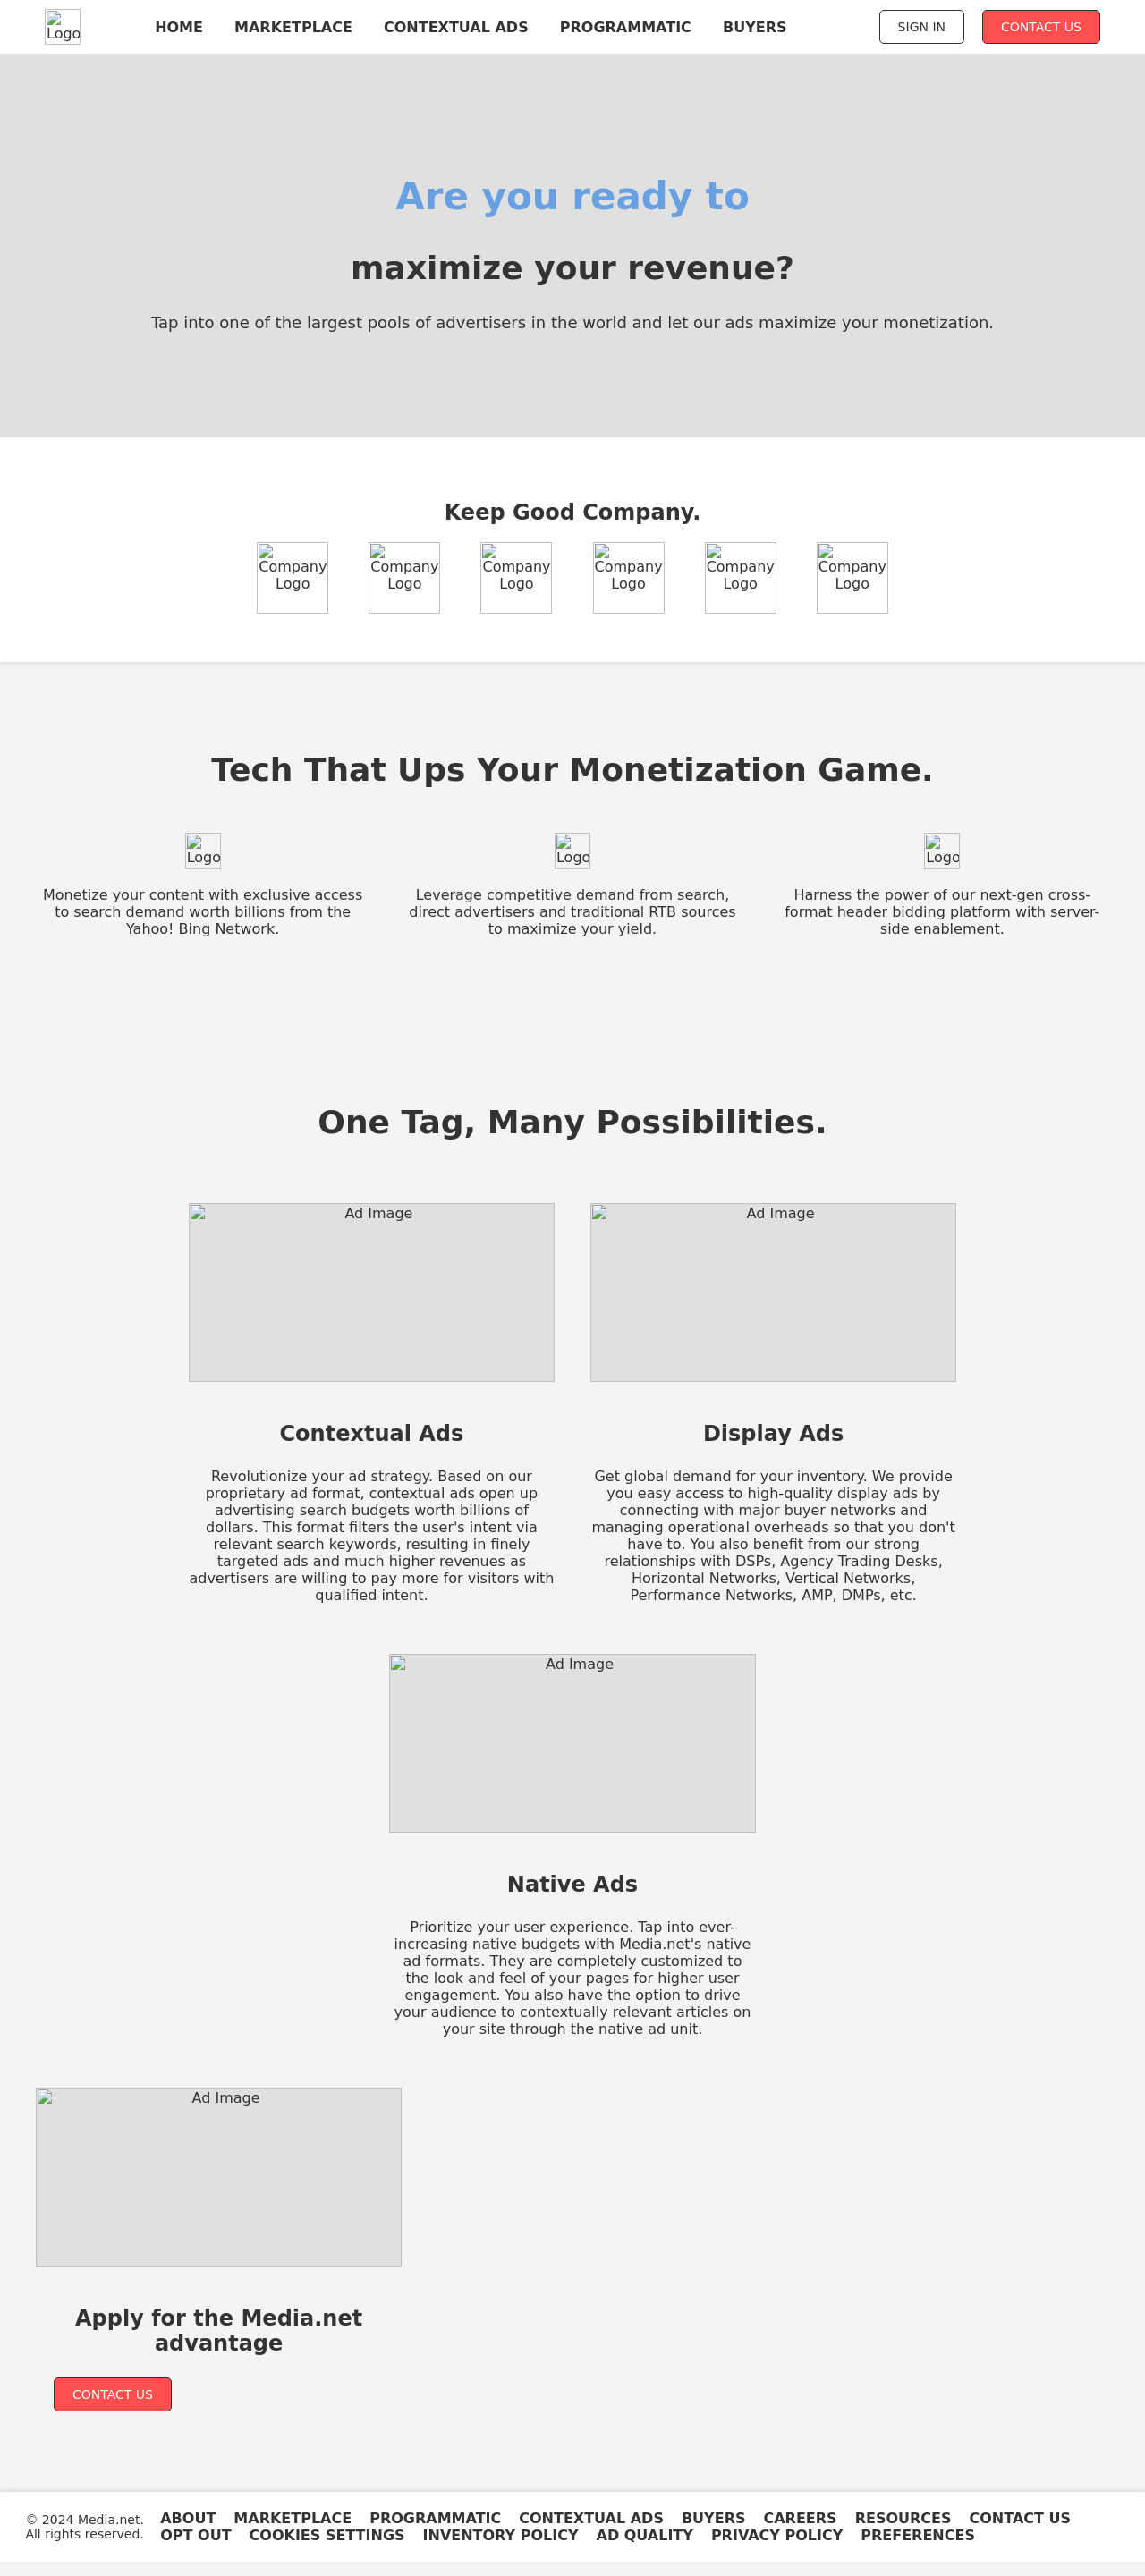 Logo
HOME MARKETPLACE CONTEXTUAL ADS PROGRAMMATIC BUYERS
SIGN IN
CONTACT US
Are you ready to
maximize your revenue?
Tap into one of the largest pools of advertisers in the world and let our ads maximize your monetization.
Keep Good Company.
Company
Logo
Company
Logo
Company
Logo
Company
Logo
Company
Logo
Company
Logo
Tech That Ups Your Monetization Game.
Logo
Monetize your content with exclusive access
to search demand worth billions from the
Yahoo! Bing Network.
Logo
Leverage competitive demand from search,
direct advertisers and traditional RTB sources
to maximize your yield.
Logo
Harness the power of our next-gen cross-
format header bidding platform with server-
side enablement.
One Tag, Many Possibilities.
Ad Image
Contextual Ads
Revolutionize your ad strategy. Based on our
proprietary ad format, contextual ads open up
advertising search budgets worth billions of
dollars. This format filters the user's intent via
relevant search keywords, resulting in finely
targeted ads and much higher revenues as
advertisers are willing to pay more for visitors with
qualified intent.
Ad Image
Display Ads
Get global demand for your inventory. We provide
you easy access to high-quality display ads by
connecting with major buyer networks and
managing operational overheads so that you don't
have to. You also benefit from our strong
relationships with DSPs, Agency Trading Desks,
Horizontal Networks, Vertical Networks,
Performance Networks, AMP, DMPs, etc.
Ad Image
Native Ads
Prioritize your user experience. Tap into ever-
increasing native budgets with Media.net's native
ad formats. They are completely customized to
the look and feel of your pages for higher user
engagement. You also have the option to drive
your audience to contextually relevant articles on
your site through the native ad unit.
Ad Image
Apply for the Media.net
advantage
CONTACT US
© 2024 Media.net.
All rights reserved.
ABOUT MARKETPLACE PROGRAMMATIC CONTEXTUAL ADS BUYERS CAREERS RESOURCES CONTACT US
OPT OUT COOKIES SETTINGS INVENTORY POLICY AD QUALITY PRIVACY POLICY PREFERENCES